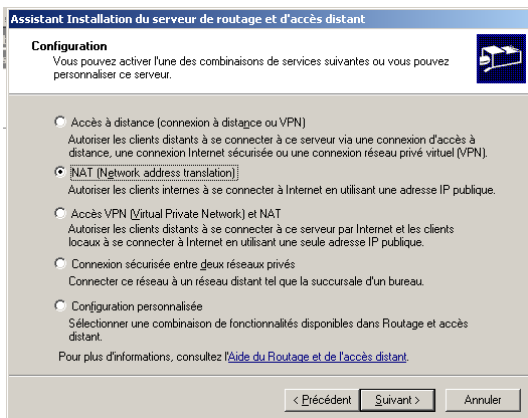 Assistant Installation du serveur de routage et d'accès distant
Configuration
Vous pouvez activer l'une des combinaisons de services suivantes ou vous pouvez
personnaliser ce serveur.
Accès à distance (connexion à distance ou VPN)
Autoriser les clients distants à se connecter à ce serveur via une connexion d'accès à
distance, une connexion Internet sécurisée ou une connexion réseau privé virtuel (VPN).
NAT (Network address translation)
Autoriser les clients internes à se connecter à Internet en utilisant une adresse IP publique.
Accès VPN (Virtual Private Network) et NAT
Autoriser les clients distants à se connecter à ce serveur par Internet et les clients
locaux à se connecter à Internet en utilisant une seule adresse IP publique.
Connexion sécurisée entre deux réseaux privés
Connecter ce réseau à un réseau distant tel que la succursale d'un bureau.
Configuration personnalisée
Sélectionner une combinaison de fonctionnalités disponibles dans Routage et accès
distant.
Pour plus d'informations, consultez l'Aide du Routage et de l'accès distant.
< Précédent Suivant > Annuler